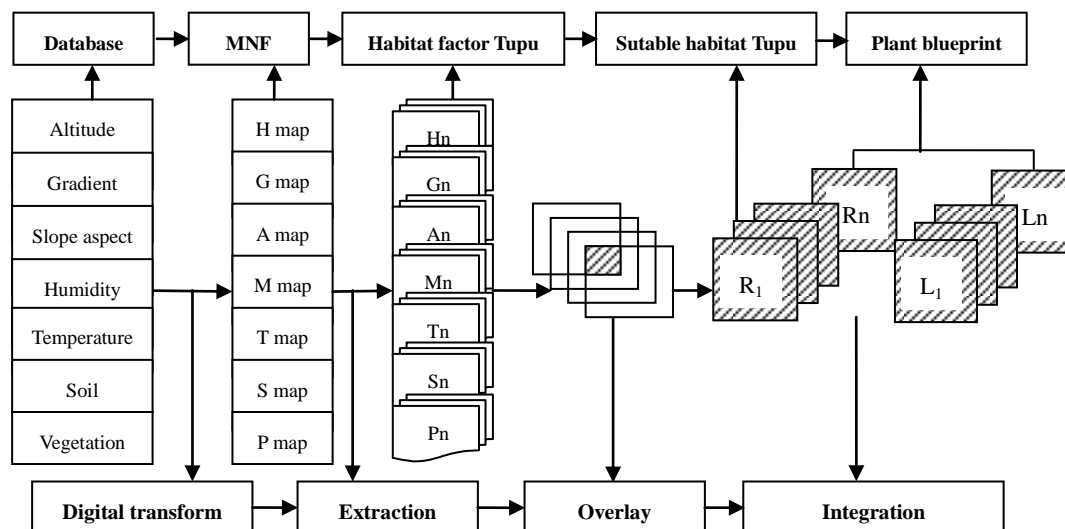 Database
MNF
Habitat factor Tupu
Sutable habitat Tupu
Plant blueprint
Altitude
Gradient
Slope aspect
Humidity
Temperature
Soil
Vegetation
H map
G map
A map
M map
T map
S map
P map
Hn
Gn
An
Mn
Tn
Sn
Pn
R₁
Rn
L₁
Ln
Digital transform
Extraction
Overlay
Integration